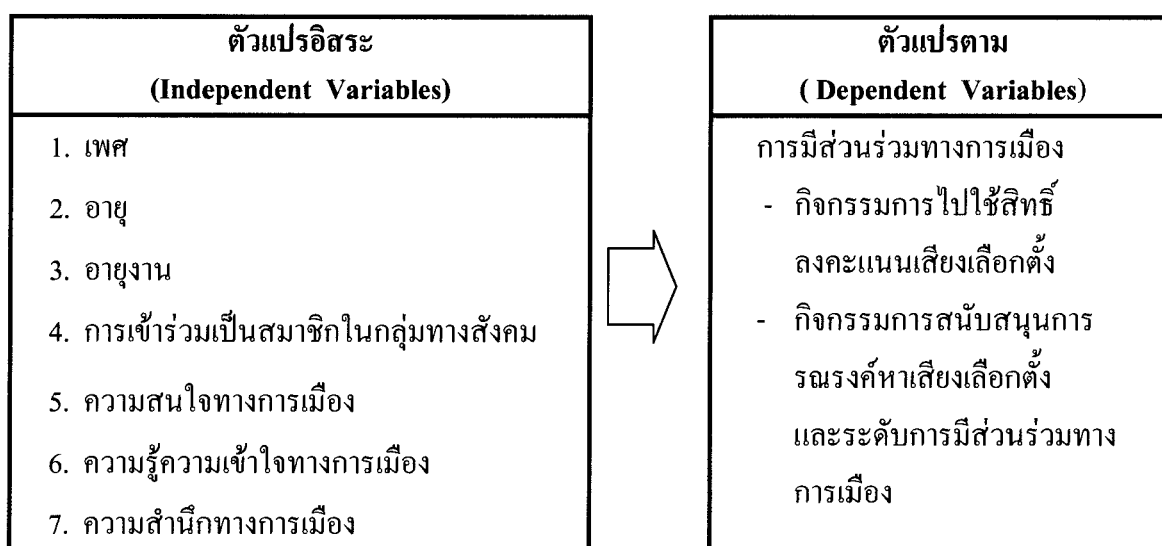 ตัวแปรอิสระ
(Independent Variables)
1. เพศ
2. อายุ
3. อายุงาน
4. การเข้าร่วมเป็นสมาชิกในกลุ่มทางสังคม
5. ความสนใจทางการเมือง
6. ความรู้ความเข้าใจทางการเมือง
7. ความสำนึกทางการเมือง
ตัวแปรตาม
( Dependent Variables)
การมีส่วนร่วมทางการเมือง
- กิจกรรมการไปใช้สิทธิ์
ลงคะแนนเสียงเลือกตั้ง
- กิจกรรมการสนับสนุนการ
รณรงค์หาเสียงเลือกตั้ง
และระดับการมีส่วนร่วมทาง
การเมือง